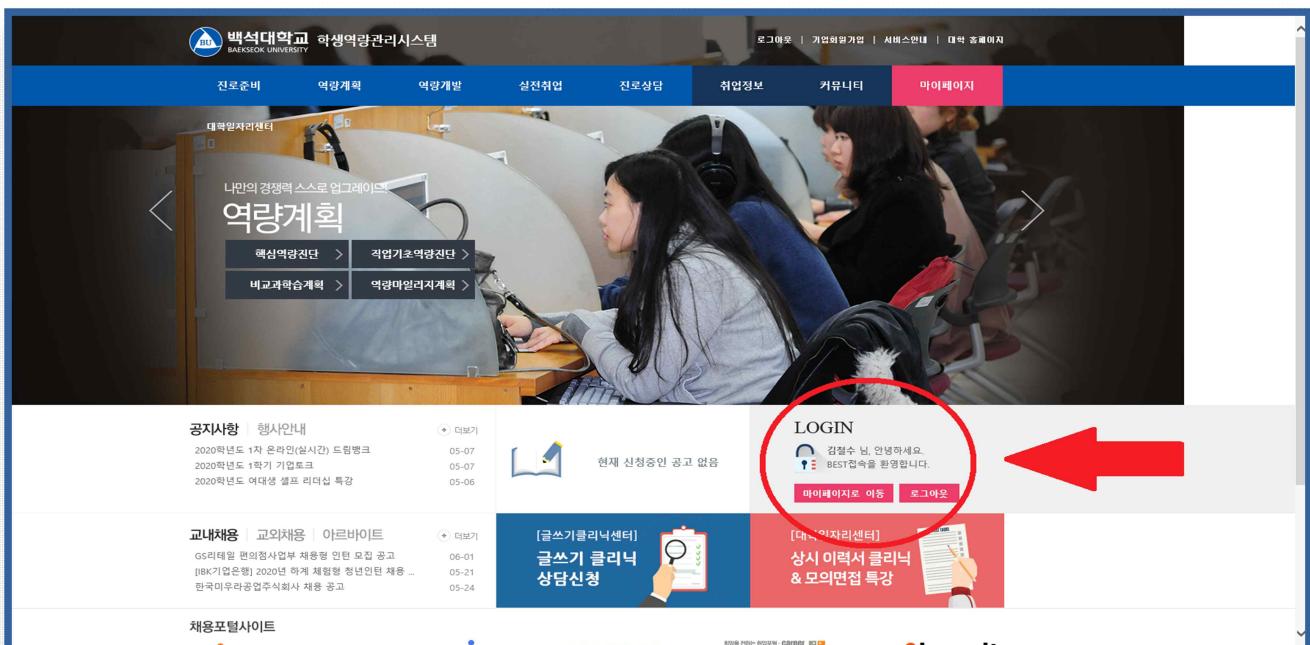 백석대학교 학생역량관리시스템
BAEKSEOK UNIVERSITY
BU
로그아웃 | 기업회원가입 | 서비스안내 | 대학 홈페이지
진로준비 역량계획 역량개발 실전취업 진로상담 취업정보 커뮤니티 마이페이지
대학일자리센터
나만의 경쟁력 스스로 업그레이드!
역량계획
핵심역량진단 직업기초역량진단
비교과학습계획 역량마일리지계획
공지사항 행사안내 더보기
2020학년도 1차 온라인(실시간) 드림뱅크 05-07
2020학년도 1학기 기업토크 05-07
2020학년도 여대생 셀프 리더십 특강 05-06
현재 신청중인 공고 없음
LOGIN
김철수 님, 안녕하세요.
BEST접속을 환영합니다.
마이페이지로 이동 로그아웃
교내채용 교외채용 아르바이트 더보기
GS리테일 편의점사업부 채용형 인턴 모집 공고 06-01
[IBK기업은행] 2020년 하계 체험형 청년인턴 채용 ... 05-21
한국미우라공업주식회사 채용 공고 05-24
[글쓰기클리닉센터]
글쓰기 클리닉
상담신청
[대학일자리센터]
상시 이력서 클리닉
& 모의면접 특강
채용포털사이트